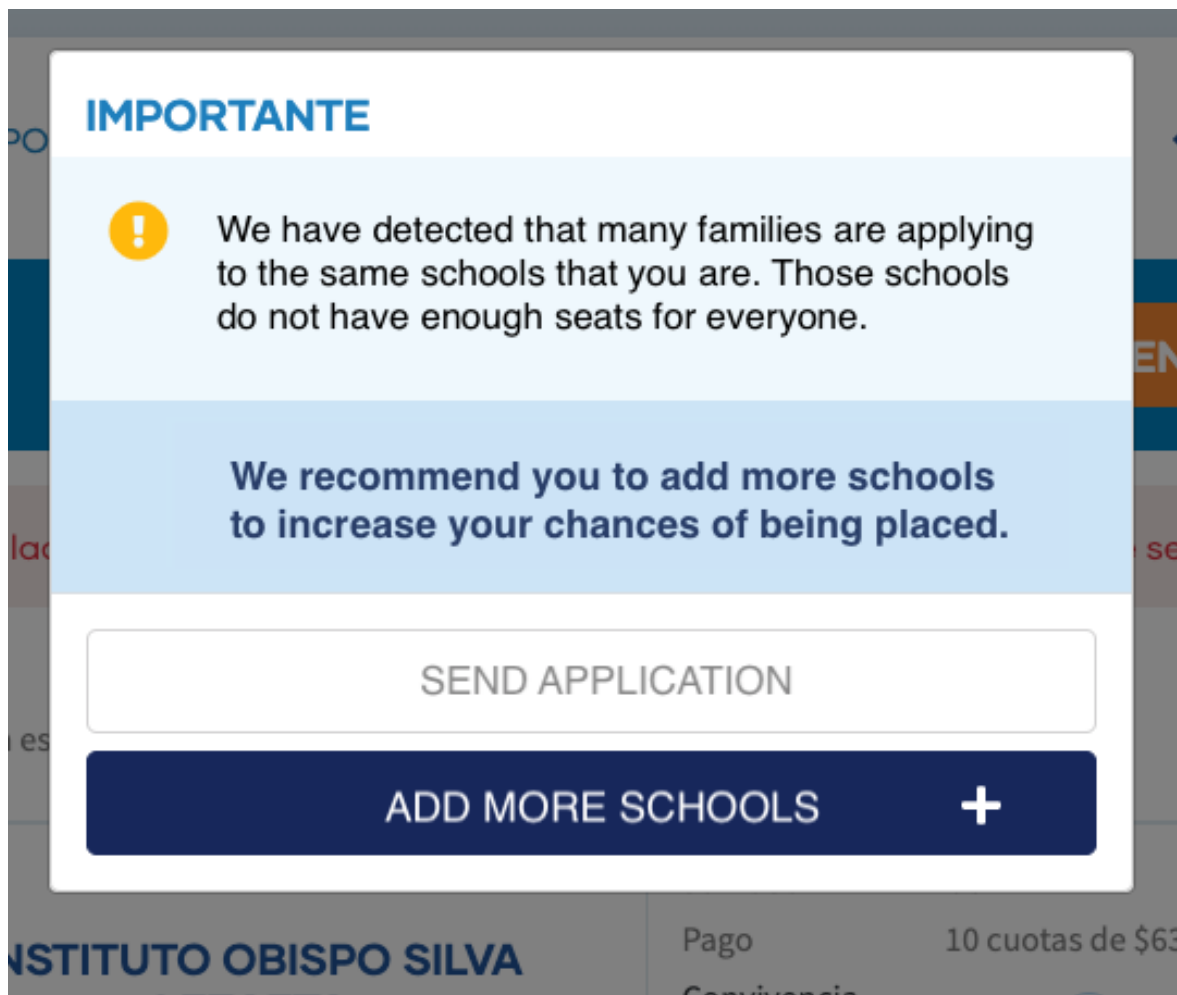 IMPORTANTE
We have detected that many families are applying
to the same schools that you are. Those schools
do not have enough seats for everyone.
We recommend you to add more schools
to increase your chances of being placed.
SEND APPLICATION
ADD MORE SCHOOLS +
NSTITUTO OBISPO SILVA
Pago
10 cuotas de $63